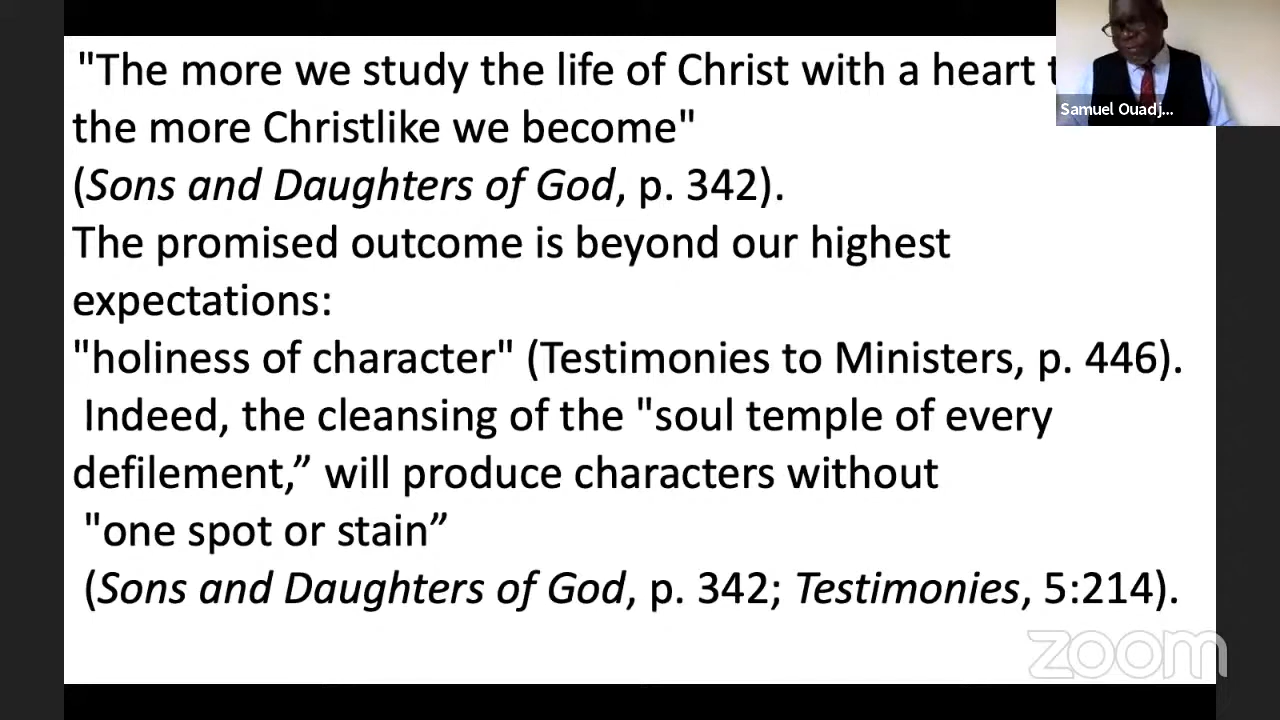 "The more we study the life of Christ with a heart
the more Christlike we become"
(Sons and Daughters of God, p. 342).
The promised outcome is beyond our highest
expectations:
"holiness of character" (Testimonies to Ministers, p. 446).
Indeed, the cleansing of the "soul temple of every
defilement,” will produce characters without
"one spot or stain”
(Sons and Daughters of God, p. 342; Testimonies, 5:214).
Samuel Ouadj...
zoom